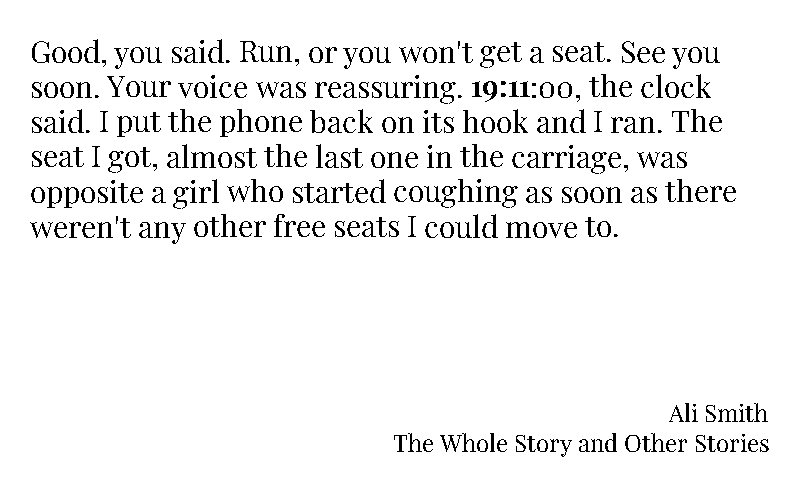 Good, you said. Run, or you won't get a seat. See you
soon. Your voice was reassuring. 19:11:00, the clock
said. I put the phone back on its hook and I ran. The
seat I got, almost the last one in the carriage, was
opposite a girl who started coughing as soon as there
weren't any other free seats I could move to.
Ali Smith
The Whole Story and Other Stories